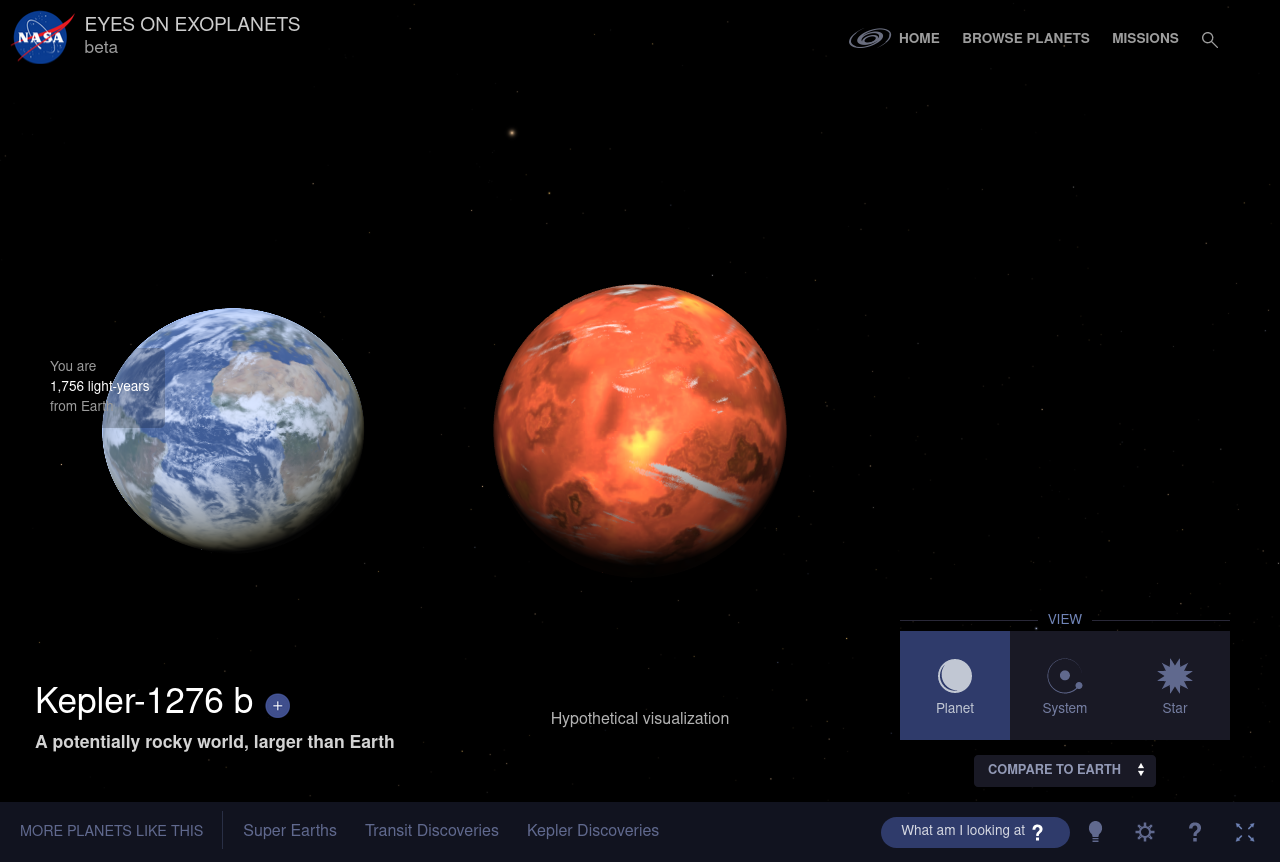 NASA
EYES ON EXOPLANETS
beta
HOME
BROWSE PLANETS
MISSIONS
You are
1,756 light-years
from Earth
VIEW
Planet
System
Star
Kepler-1276 b +
A potentially rocky world, larger than Earth
Hypothetical visualization
COMPARE TO EARTH
MORE PLANETS LIKE THIS
Super Earths
Transit Discoveries
Kepler Discoveries
What am I looking at ?
?